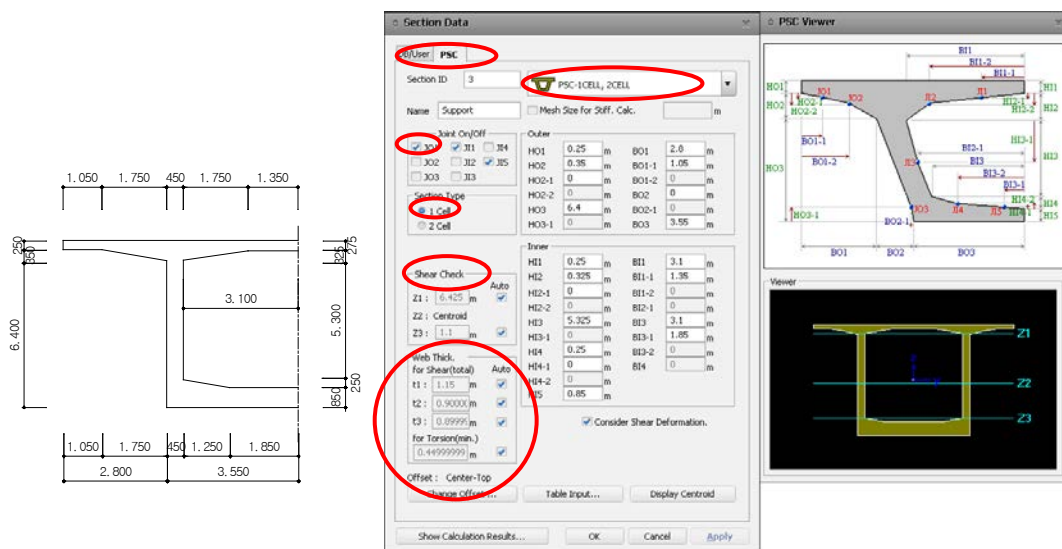 1.050 1.750 450 1.750 1.350
250
350
325
275
3.100
6.400
5.300
250
850
1.050 1.750 450 1.250 1.850
2.800 3.550
Section Data
DB/User PSC
Section ID 3 PSC-1CELL, 2CELL
Name Support Mesh Size for Stiff. Calc. m
Joint On/Off
JO1 JI1 JI4
JO2 JI2 JI5
JO3 JI3
Section Type
1 Cell
2 Cell
Shear Check
Auto
Z1 : 6.425 m
Z2 : Centroid
Z3 : 1.1 m
Web Thick.
for Shear(total) Auto
t1 : 1.15 m
t2 : 0.9000( m
t3 : 0.8999 m
for Torsion(min.)
0.44999999 m
Outer
HO1 0.25 m BO1 2.8 m
HO2 0.35 m BO1-1 1.05 m
HO2-1 0 m BO1-2 0 m
HO2-2 0 m BO2 0 m
HO3 6.4 m BO2-1 0 m
HO3-1 0 m BO3 3.55 m
Inner
HI1 0.25 m BI1 3.1 m
HI2 0.325 m BI1-1 1.35 m
HI2-1 0 m BI1-2 0 m
HI2-2 0 m BI2-1 0 m
HI3 5.325 m BI3 3.1 m
HI3-1 0 m BI3-1 1.85 m
HI4 0.25 m BI3-2 0 m
HI4-1 0 m BI4 0 m
HI4-2 0 m
HI5 0.85 m
Consider Shear Deformation.
Offset : Center-Top
Change Offset... Table Input... Display Centroid
Show Calculation Results... OK Cancel Apply
PSC Viewer
BI1
BI1-2
BI1-1
HO1
HO2
HO2-1
HO2-2
JO1
JO2
JI2
JI1
HI1
HI2-1
HI2
HI2-2
BO1-1
BO1-2
BI2-1
HI3
HO3
JI3
BI3
HI3-1
BI3-2
BI3-1
HO3-1
JO3
JI4
JI5
HI4-2
HI4
HI4-1
HI5
BO2-1
BO1 BO2 BO3
Viewer
Z1
Z2
Z3